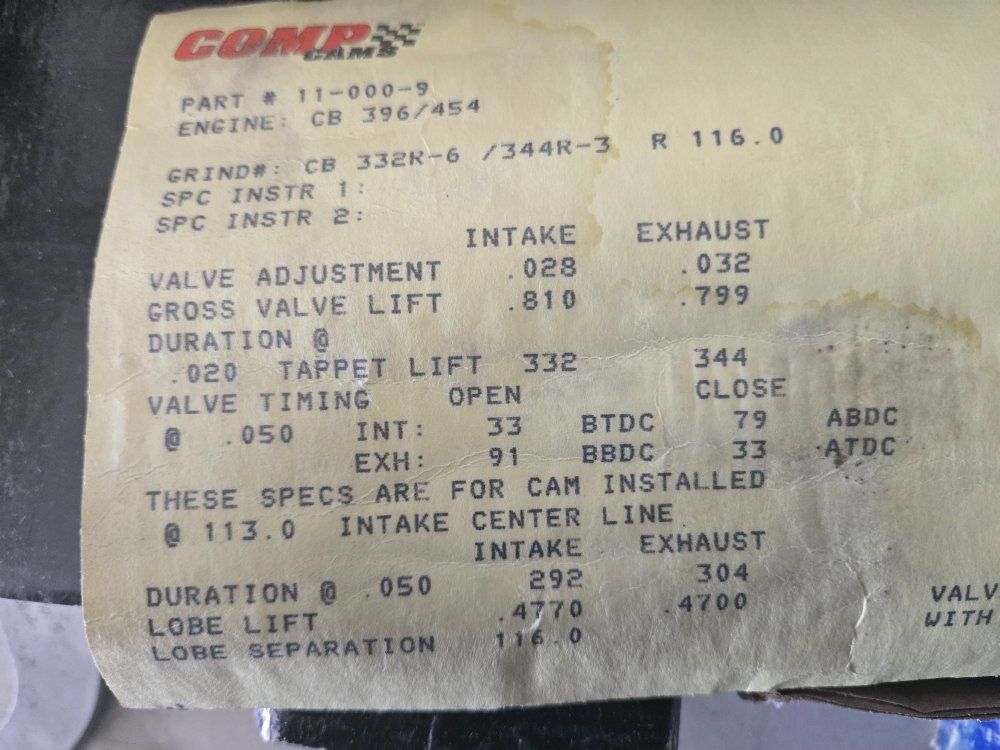 COMP
CAMS
PART # 11-000-9
ENGINE: CB 396/454
GRIND#: CB 332R-6 /344R-3 R 116.0
SPC INSTR 1:
SPC INSTR 2:
INTAKE EXHAUST
VALVE ADJUSTMENT .028 .032
GROSS VALVE LIFT .810 .799
DURATION @
.020 TAPPET LIFT 332 344
VALVE TIMING OPEN CLOSE
@ .050 INT: 33 BTDC 79 ABDC
EXH: 91 BBDC 33 ATDC
THESE SPECS ARE FOR CAM INSTALLED
@ 113.0 INTAKE CENTER LINE
INTAKE EXHAUST
DURATION @ .050 292 304
LOBE LIFT .4770 .4700
LOBE SEPARATION 116.0
VALV
WITH